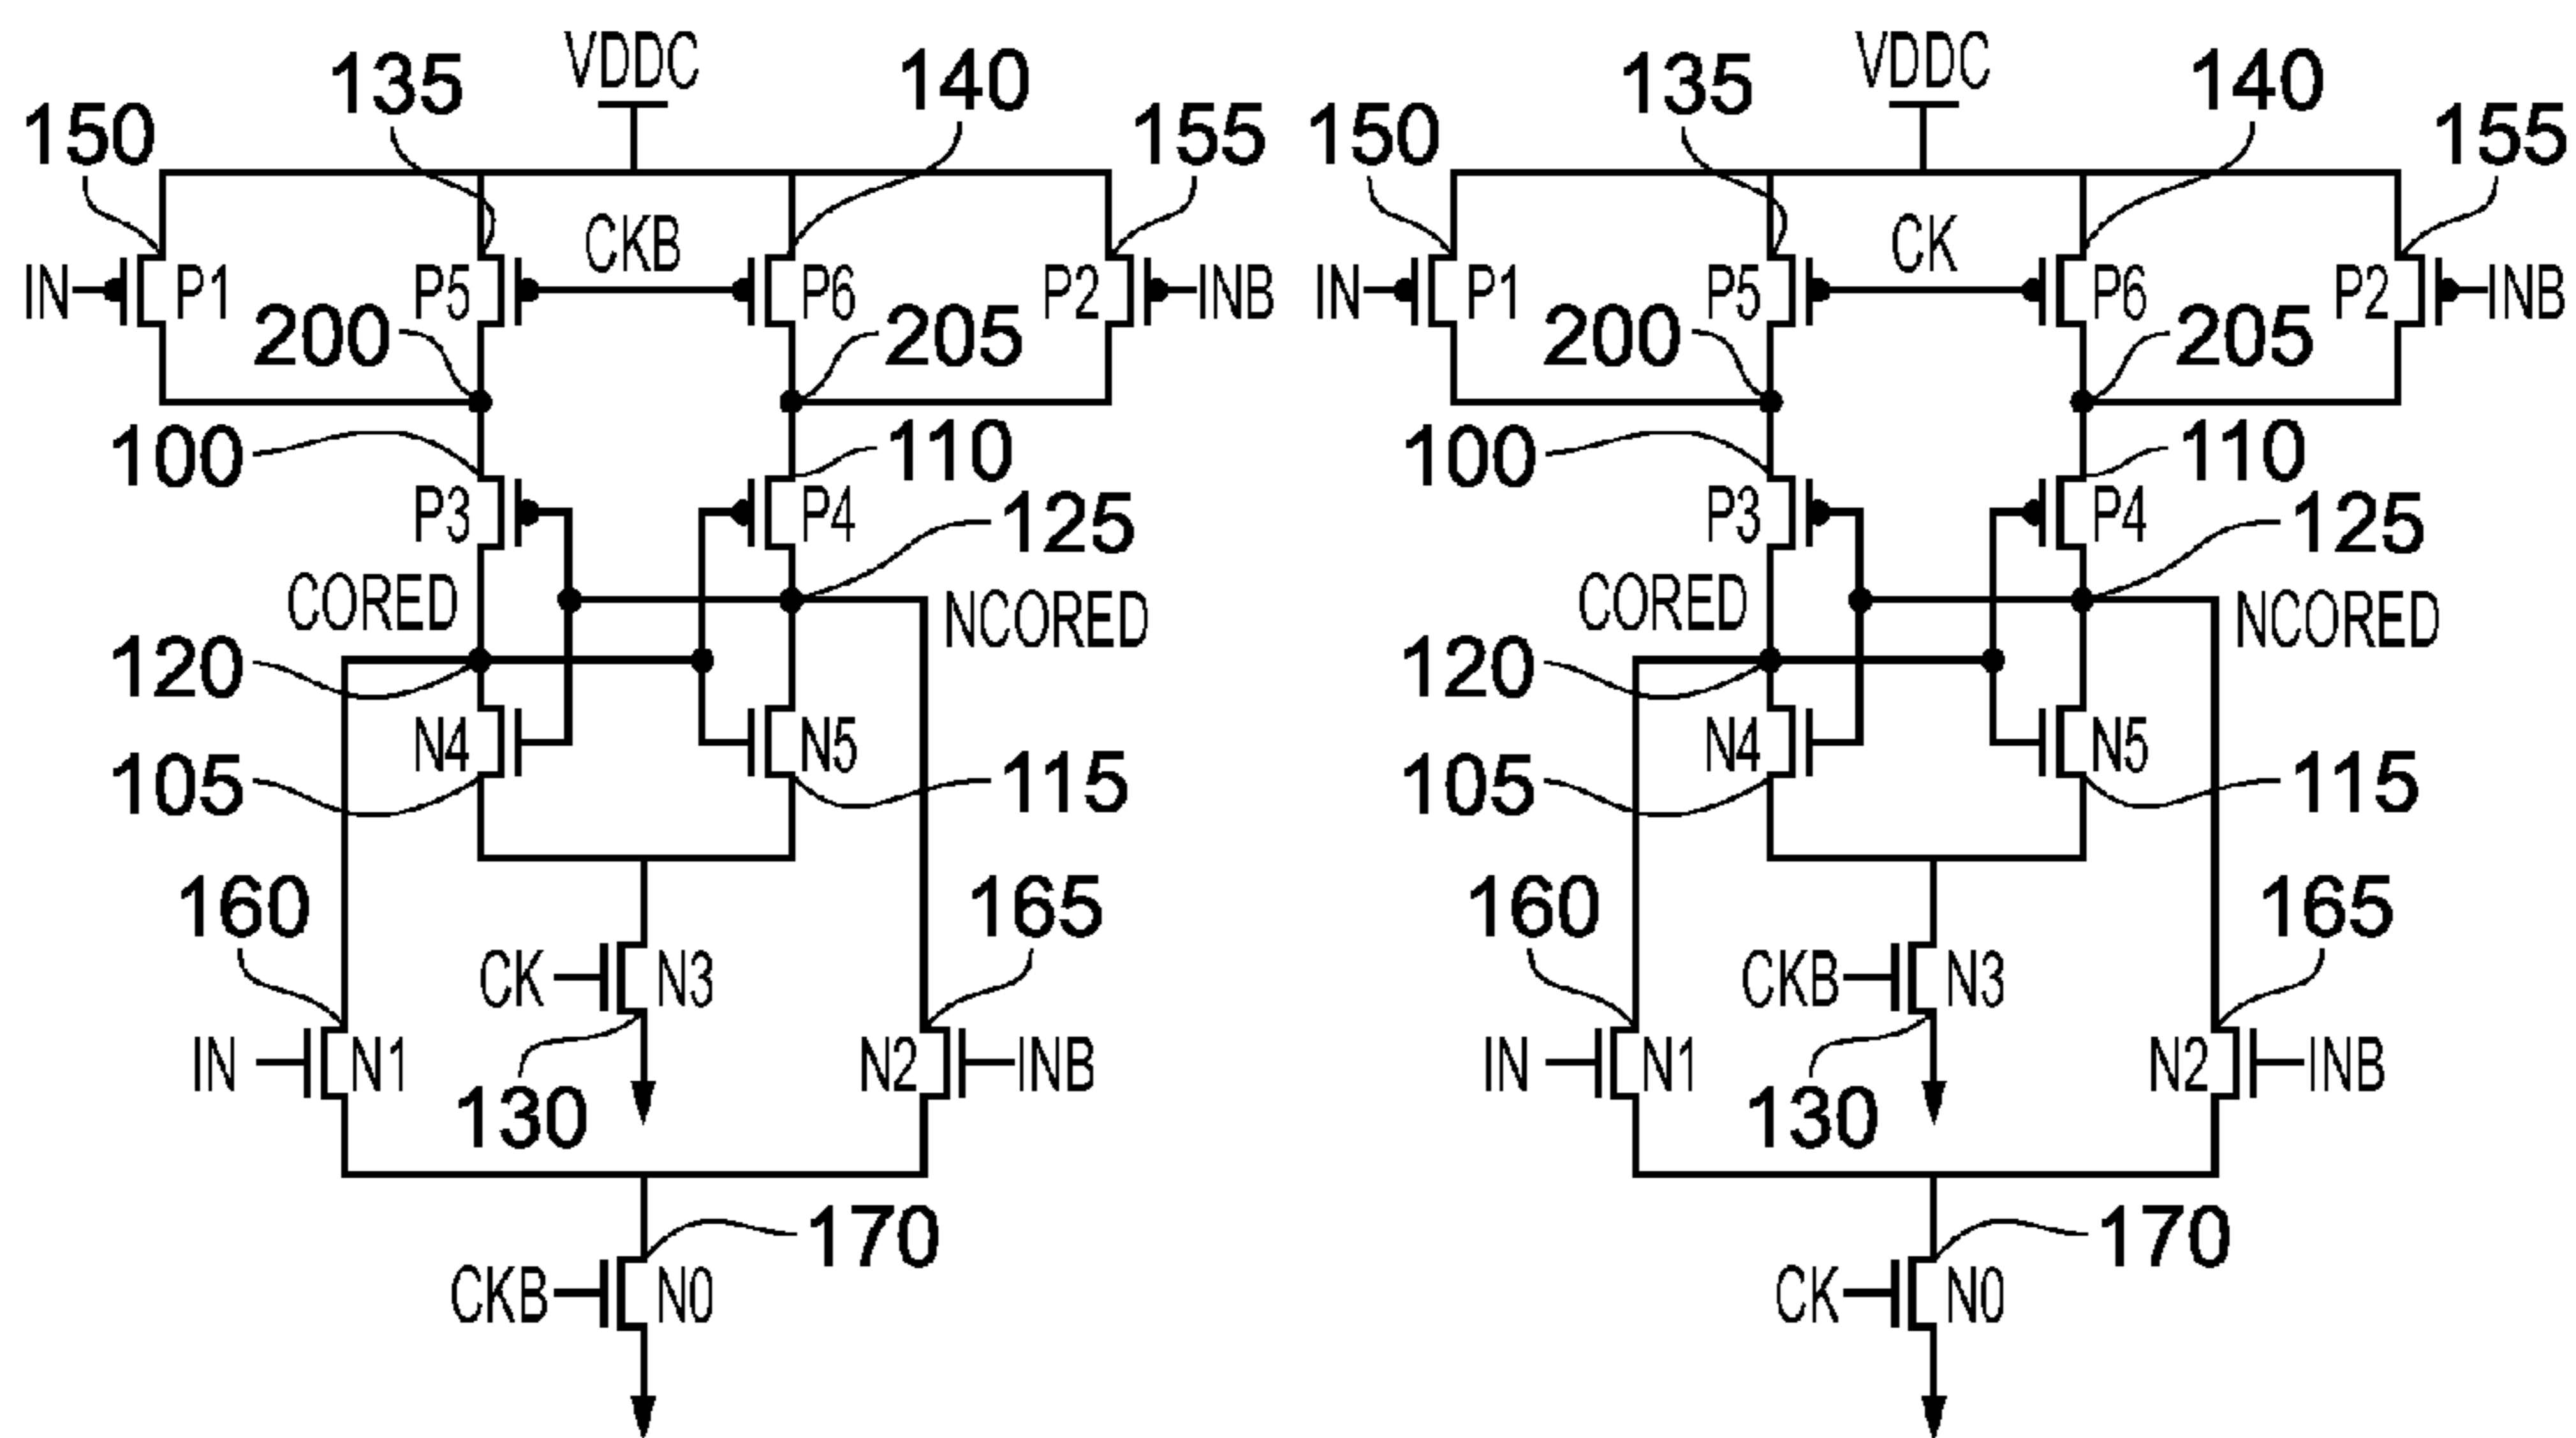 VDDC
135
140
150
155
CKB
IN
P1
P5
P6
P2
INB
200
205
100
110
P3
P4
125
CORED
NCORED
120
N4
N5
105
115
160
165
CK
N3
IN
N1
N2
INB
130
170
CKB
N0
VDDC
135
140
150
155
CK
IN
P1
P5
P6
P2
INB
200
205
100
110
P3
P4
125
CORED
NCORED
120
N4
N5
105
115
160
165
CKB
N3
IN
N1
N2
INB
130
170
CK
N0